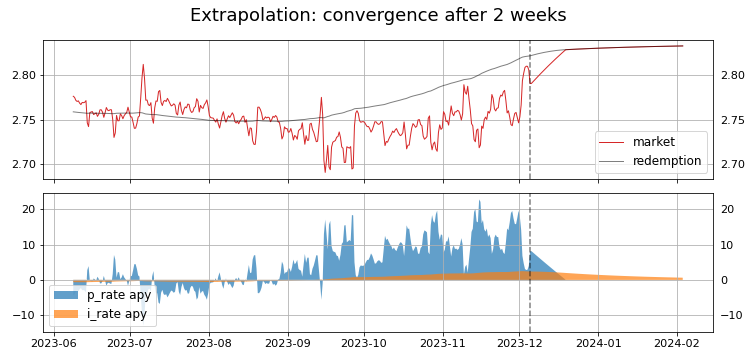 Extrapolation: convergence after 2 weeks
2.80 2.80
2.75 2.75
2.70 2.70
market
redemption
20 20
10 10
0 0
−10 −10
p_rate apy
i_rate apy
2023-06 2023-07 2023-08 2023-09 2023-10 2023-11 2023-12 2024-01 2024-02